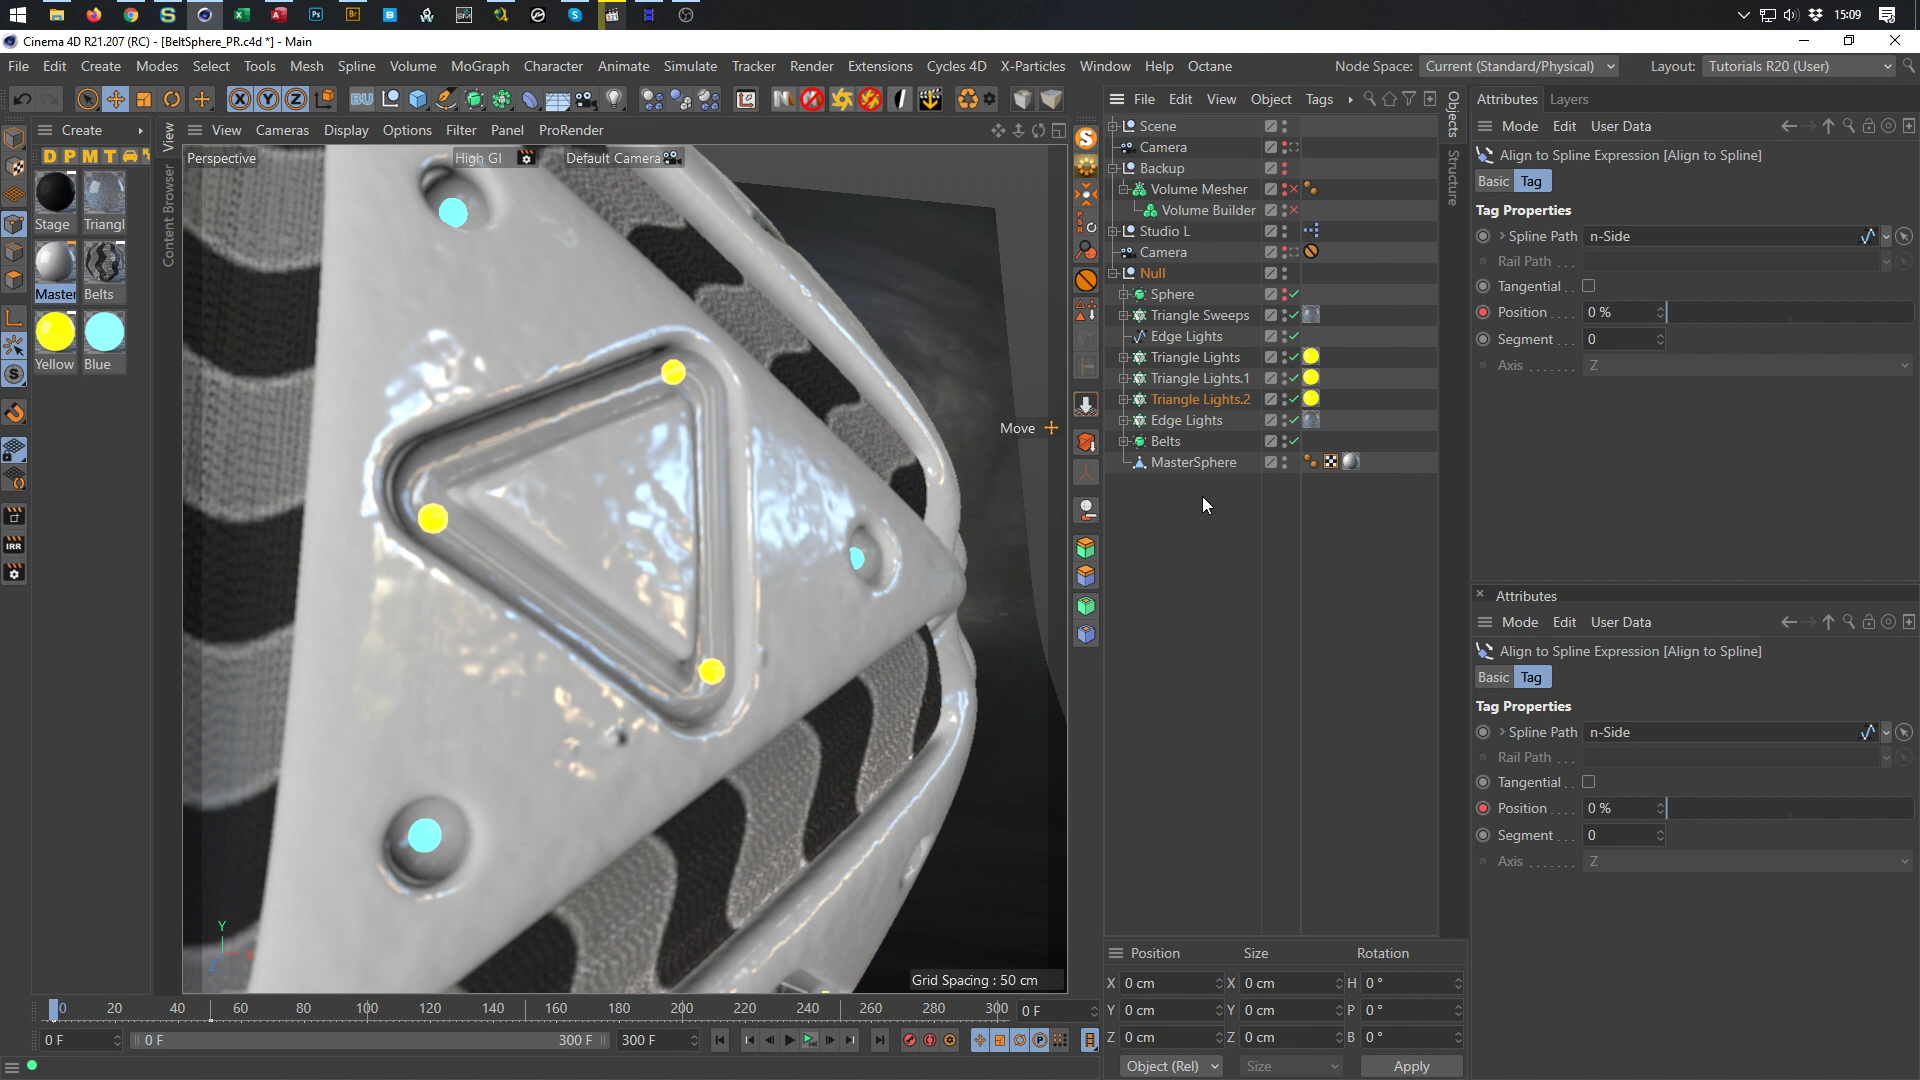 15:09
Cinema 4D R21.207 (RC) - [BeltSphere_PR.c4d *] - Main
File Edit Create Modes Select Tools Mesh Spline Volume MoGraph Character Animate Simulate Tracker Render Extensions Cycles 4D X-Particles Window Help Octane Node Space: Current (Standard/Physical) Layout: Tutorials R20 (User)
File Edit View Object Tags
Attributes Layers
Create
View Cameras Display Options Filter Panel ProRender
Mode Edit User Data
D P M T
Perspective High GI Default Camera
View
Content Browser
Objects
Structure
Stage Triangl
Master Belts
Yellow Blue
IRR
Scene
Camera
Backup
Volume Mesher
Volume Builder
Studio L
Camera
Null
Sphere
Triangle Sweeps
Edge Lights
Triangle Lights
Triangle Lights.1
Triangle Lights.2
Edge Lights
Belts
MasterSphere
Move
Align to Spline Expression [Align to Spline]
Basic Tag
Tag Properties
Spline Path n-Side
Rail Path . . .
Tangential . .
Position . . . . 0 %
Segment . . . 0
Axis . . . . . . . Z
Attributes
Mode Edit User Data
Align to Spline Expression [Align to Spline]
Basic Tag
Tag Properties
Spline Path n-Side
Rail Path . . .
Tangential . .
Position . . . . 0 %
Segment . . . 0
Axis . . . . . . . Z
Y
Z
Grid Spacing : 50 cm
0 20 40 60 80 100 120 140 160 180 200 220 240 260 280 300 0 F
0 F 0 F 300 F 300 F
Position Size Rotation
X 0 cm X 0 cm H 0 °
Y 0 cm Y 0 cm P 0 °
Z 0 cm Z 0 cm B 0 °
Object (Rel) Size Apply